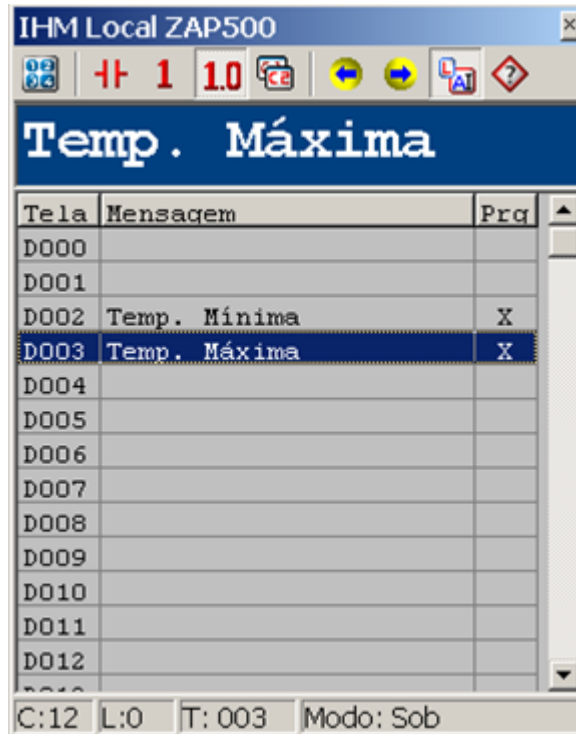 IHM Local ZAP500
1 1.0
Temp. Máxima
Tela Mensagem Prg
D000
D001
D002 Temp. Mínima X
D003 Temp. Máxima X
D004
D005
D006
D007
D008
D009
D010
D011
D012
C:12 L:0 T: 003 Modo: Sob